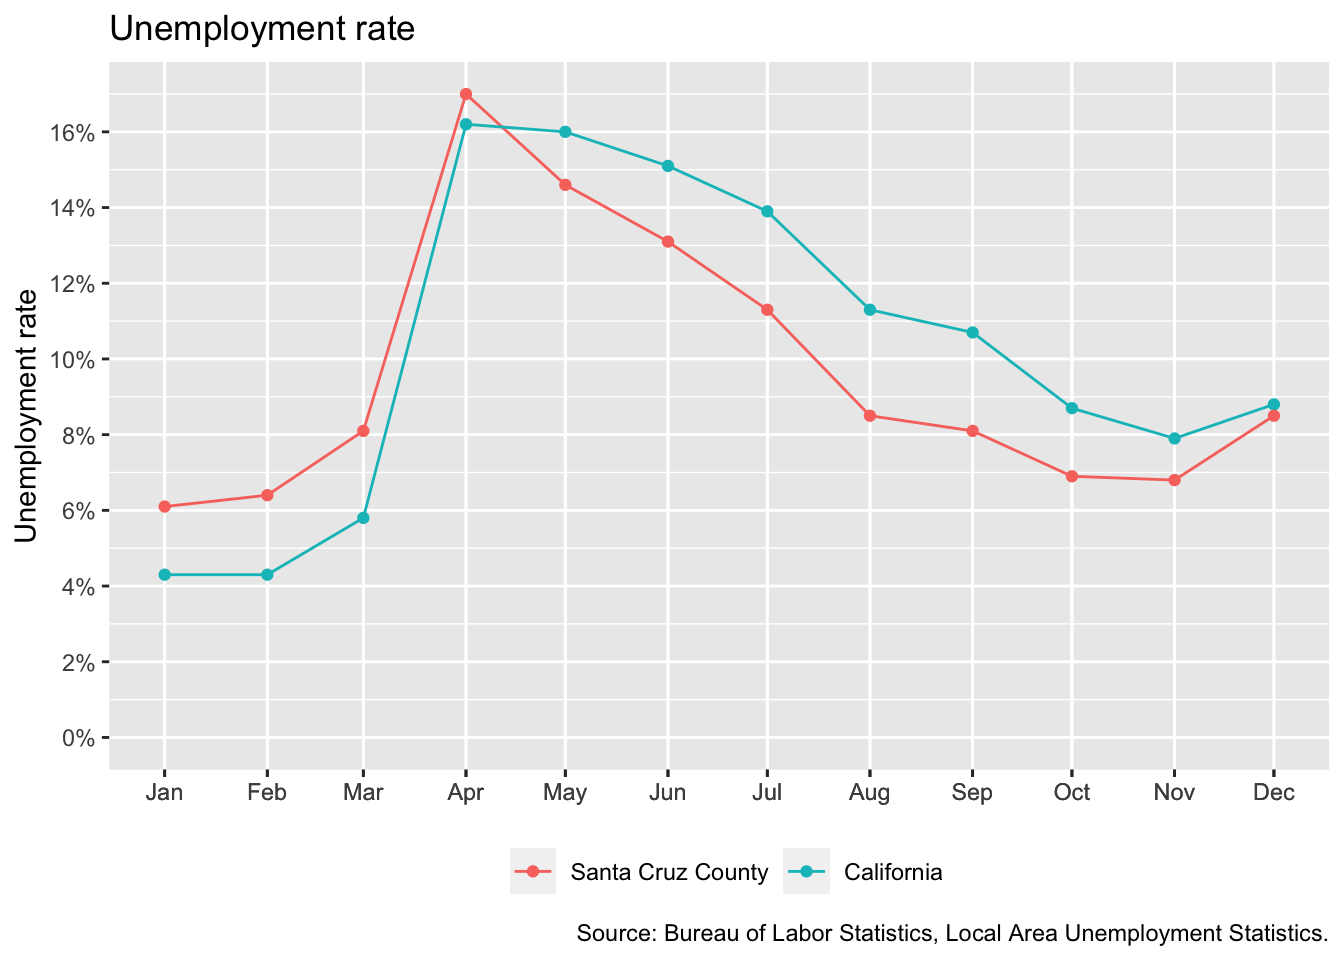 Unemployment rate
Unemployment rate
16%
14%
12%
10%
8%
6%
4%
2%
0%
Jan Feb Mar Apr May Jun Jul Aug Sep Oct Nov Dec
Santa Cruz County California
Source: Bureau of Labor Statistics, Local Area Unemployment Statistics.